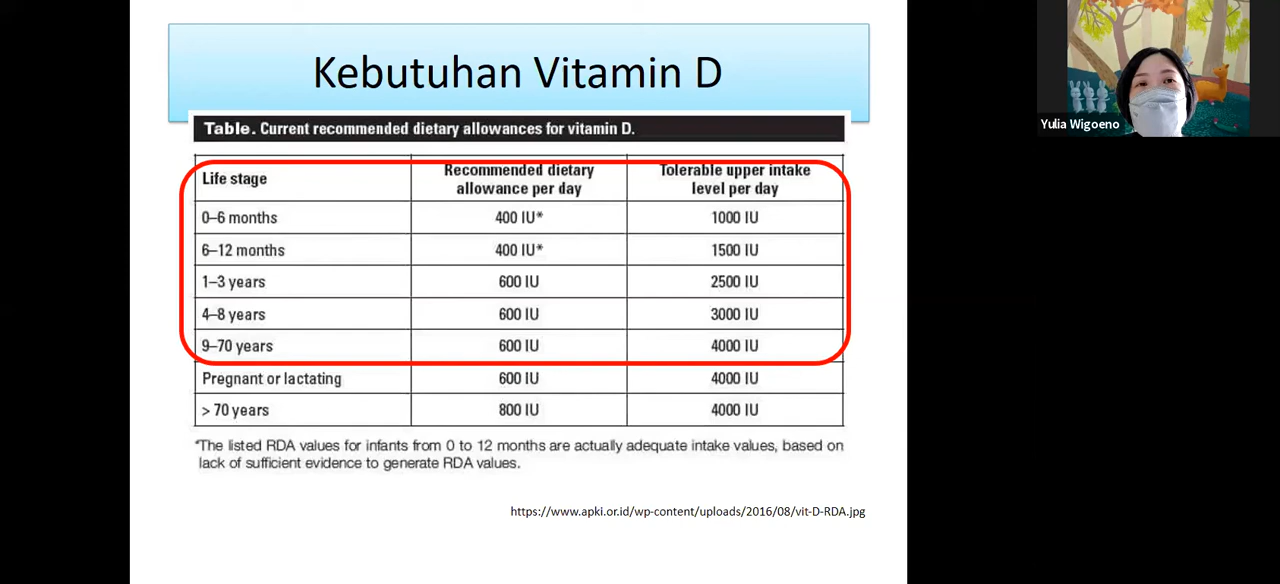 Kebutuhan Vitamin D
Table. Current recommended dietary allowances for vitamin D.
Life stage
Recommended dietary
allowance per day
Tolerable upper intake
level per day
0–6 months 400 IU* 1000 IU
6–12 months 400 IU* 1500 IU
1–3 years 600 IU 2500 IU
4–8 years 600 IU 3000 IU
9–70 years 600 IU 4000 IU
Pregnant or lactating 600 IU 4000 IU
> 70 years 800 IU 4000 IU
*The listed RDA values for infants from 0 to 12 months are actually adequate intake values, based on
lack of sufficient evidence to generate RDA values.
https://www.apki.or.id/wp-content/uploads/2016/08/vit-D-RDA.jpg
Yulia Wigoeno